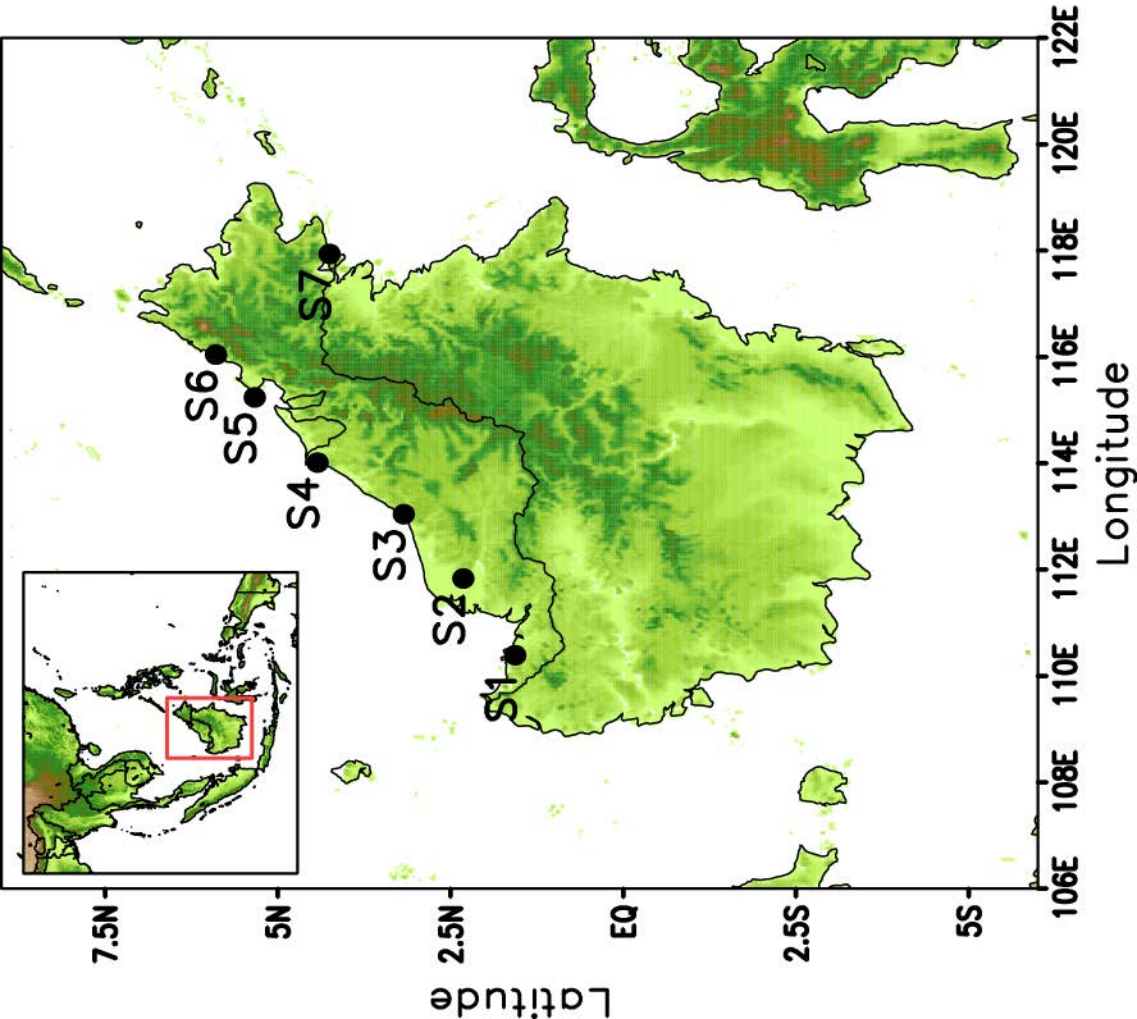 S6
S5
S4
S7
S3
S2
S1
7.5N
5N
2.5N
EQ
2.5S
5S
Latitude
106E
108E
110E
112E
114E
116E
118E
120E
122E
Longitude